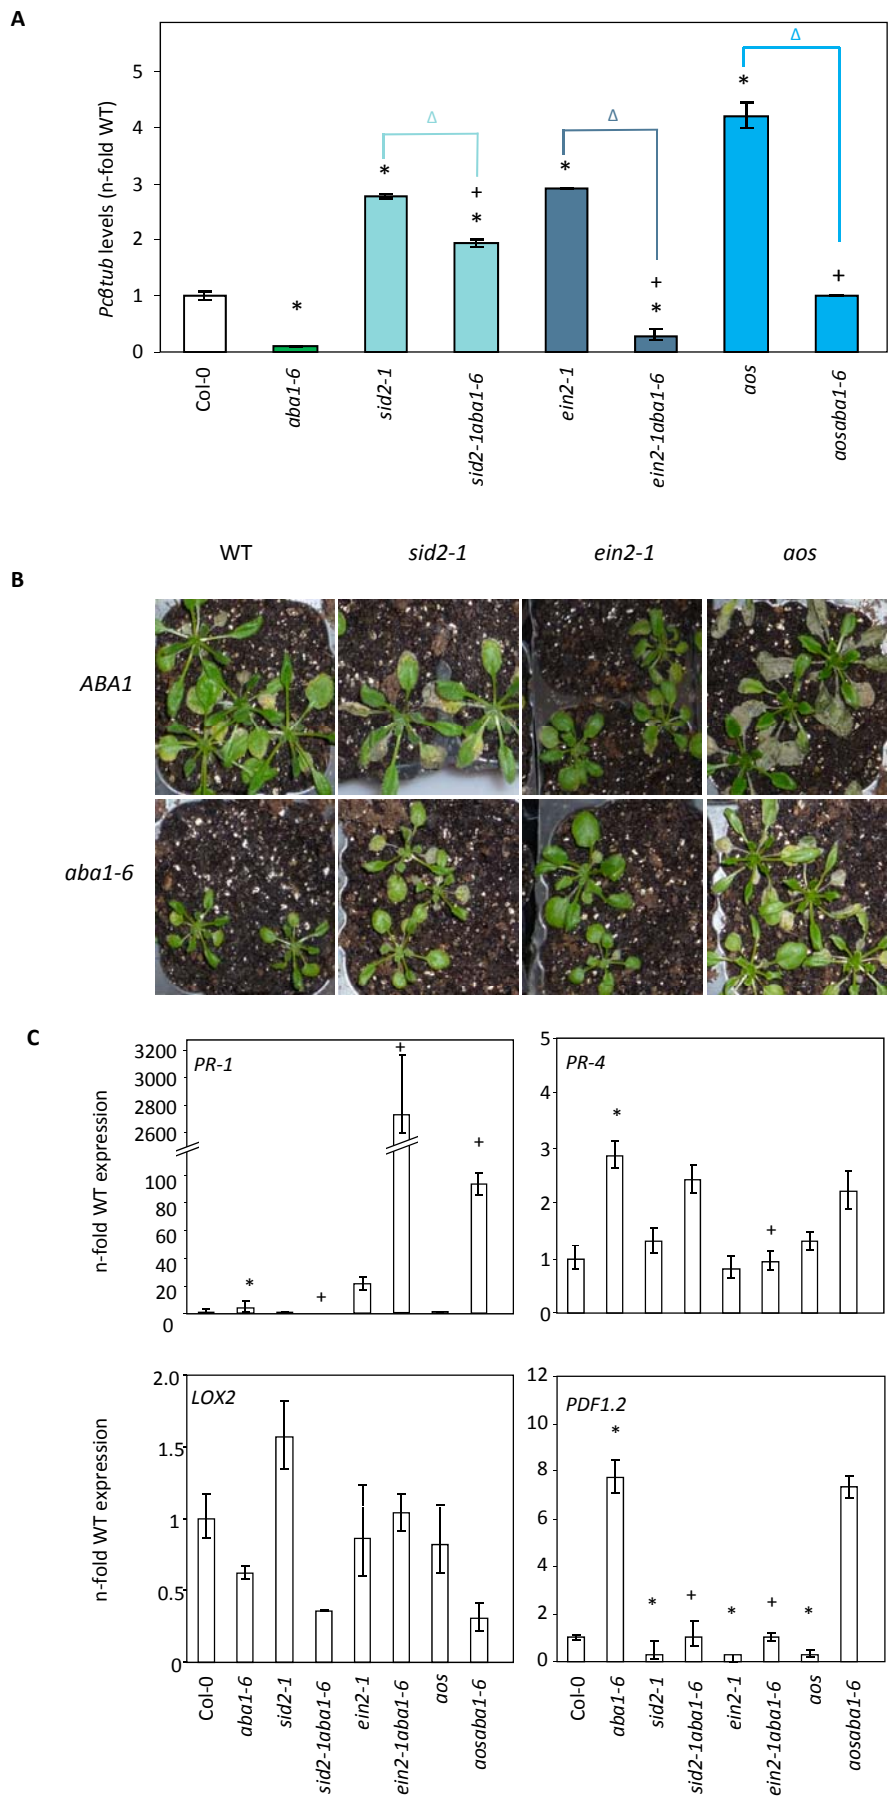 A
Pcβtub levels (n-fold WT)
5
4
3
2
1
0
Δ
Δ
Δ
*
*
+
*
*
+
*
*
+
Col-0
aba1-6
sid2-1
sid2-1aba1-6
ein2-1
ein2-1aba1-6
aos
aosaba1-6
WT
sid2-1
ein2-1
aos
B
ABA1
aba1-6
C
n-fold WT expression
3200
3000
2800
2600
100
80
60
40
20
0
PR-1
*
+
+
+
5
4
3
2
1
0
PR-4
*
+
n-fold WT expression
2.0
1.5
1
0.5
0
LOX2
Col-0
aba1-6
sid2-1
sid2-1aba1-6
ein2-1
ein2-1aba1-6
aos
aosaba1-6
12
10
8
6
4
2
0
PDF1.2
*
*
+
*
+
*
Col-0
aba1-6
sid2-1
sid2-1aba1-6
ein2-1
ein2-1aba1-6
aos
aosaba1-6